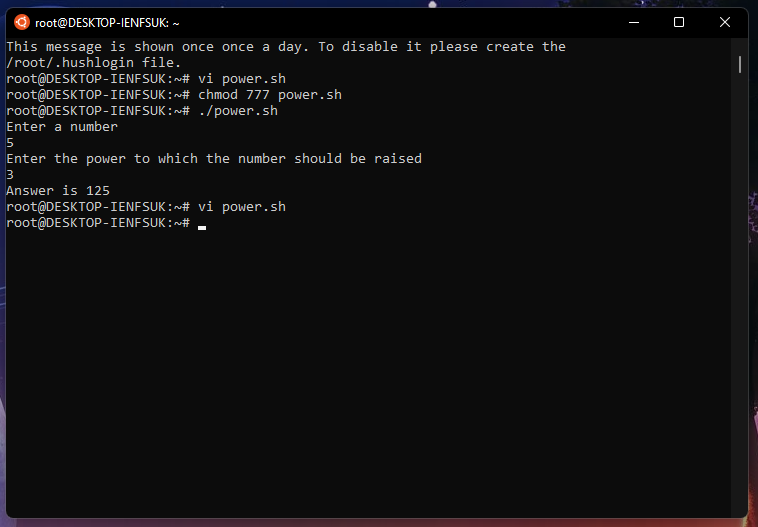 root@DESKTOP-IENFSUK: ~
This message is shown once once a day. To disable it please create the
/root/.hushlogin file.
root@DESKTOP-IENFSUK:~# vi power.sh
root@DESKTOP-IENFSUK:~# chmod 777 power.sh
root@DESKTOP-IENFSUK:~# ./power.sh
Enter a number
5
Enter the power to which the number should be raised
3
Answer is 125
root@DESKTOP-IENFSUK:~# vi power.sh
root@DESKTOP-IENFSUK:~#